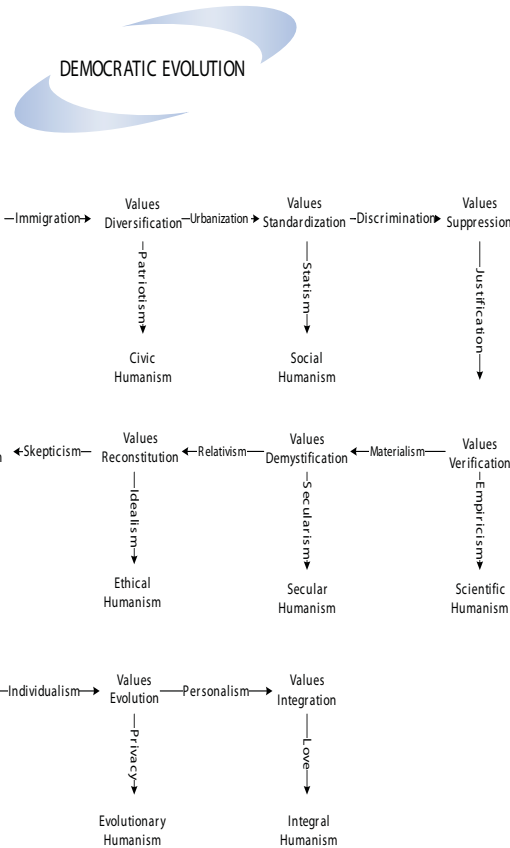 DEMOCRATIC EVOLUTION
Immigration
Values
Diversification
Urbanization
Values
Standardization
Discrimination
Values
Suppression
Patriotism
Statism
Justification
Civic
Humanism
Social
Humanism
Skepticism
Values
Reconstitution
Relativism
Values
Demystification
Materialism
Values
Verification
Idealism
Secularism
Empiricism
Ethical
Humanism
Secular
Humanism
Scientific
Humanism
Individualism
Values
Evolution
Personalism
Values
Integration
Privacy
Love
Evolutionary
Humanism
Integral
Humanism